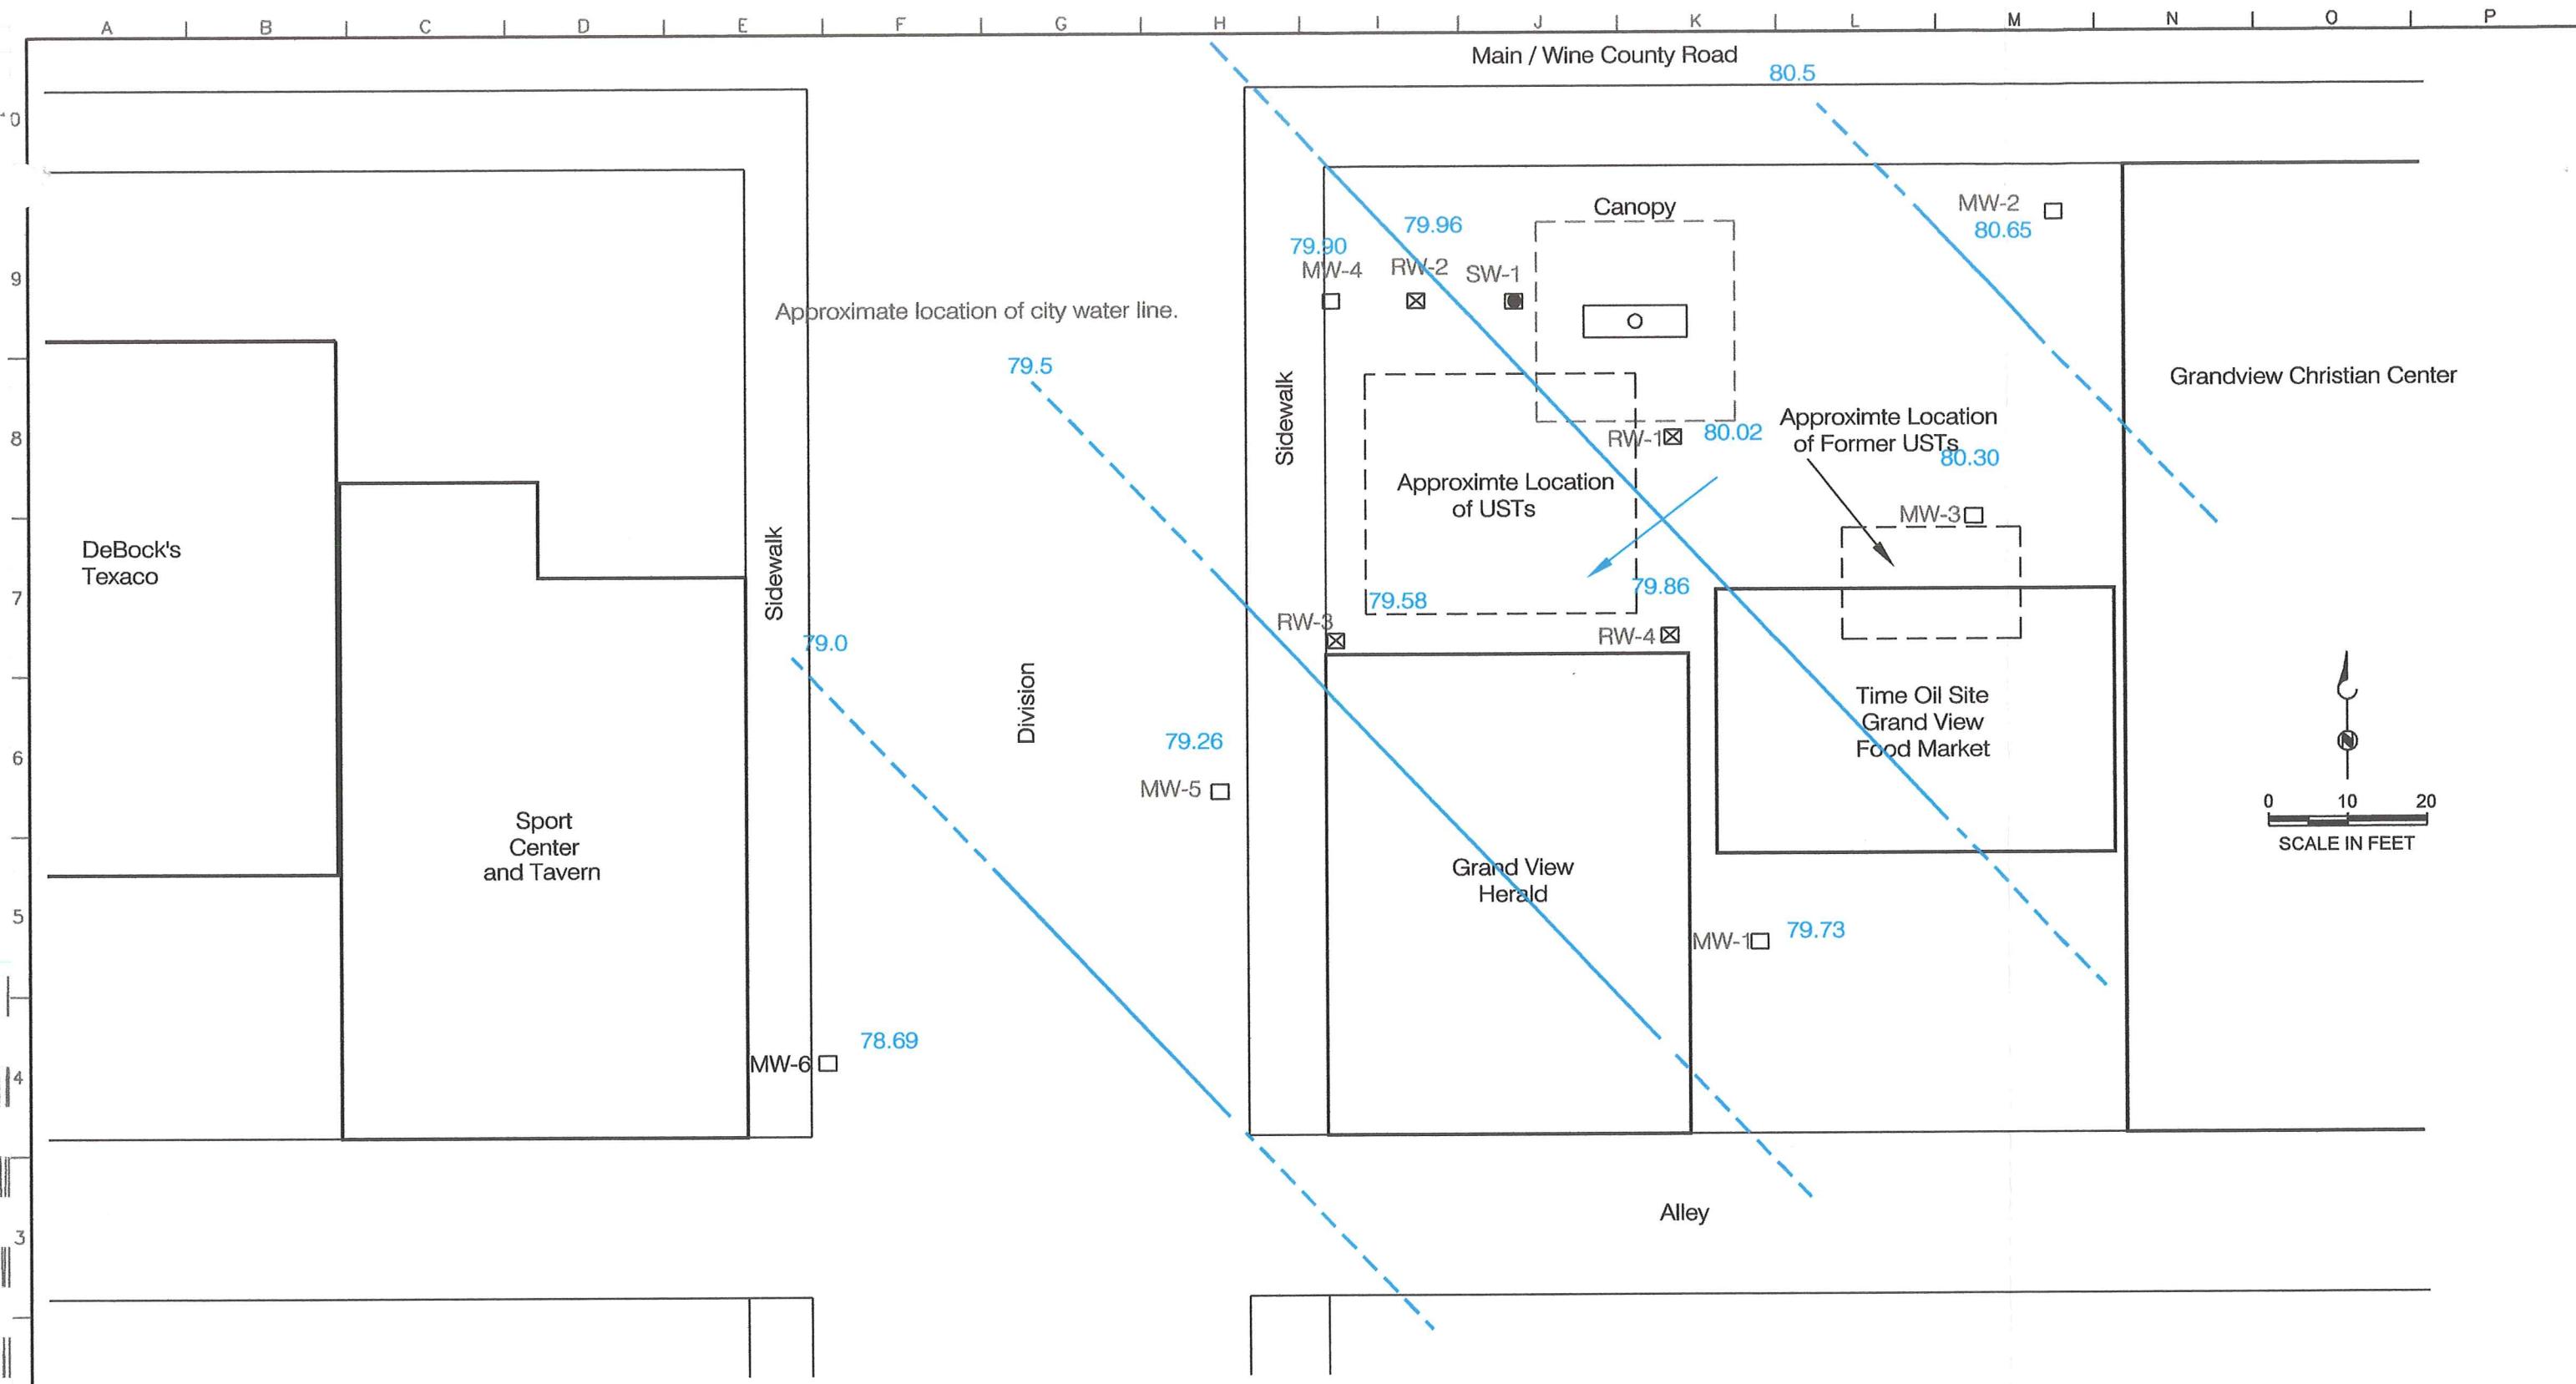 A B C D E F G H I J K L M N O P
Main / Wine County Road
80.5
10
MW-2
80.65
Canopy
79.96
79.90
MW-4 RW-2 SW-1
9
Approximate location of city water line.
79.5
Sidewalk
Grandview Christian Center
Approximte Location
of Former USTs
80.30
8
RW-1 80.02
Approximte Location
of USTs
MW-3
DeBock's
Texaco
Sidewalk
7
79.58
79.86
RW-3
RW-4
79.0
Division
Time Oil Site
Grand View
Food Market
N
6
79.26
MW-5
0 10 20
SCALE IN FEET
Sport
Center
and Tavern
Grand View
Herald
5
MW-1 79.73
78.69
MW-6
4
Alley
3